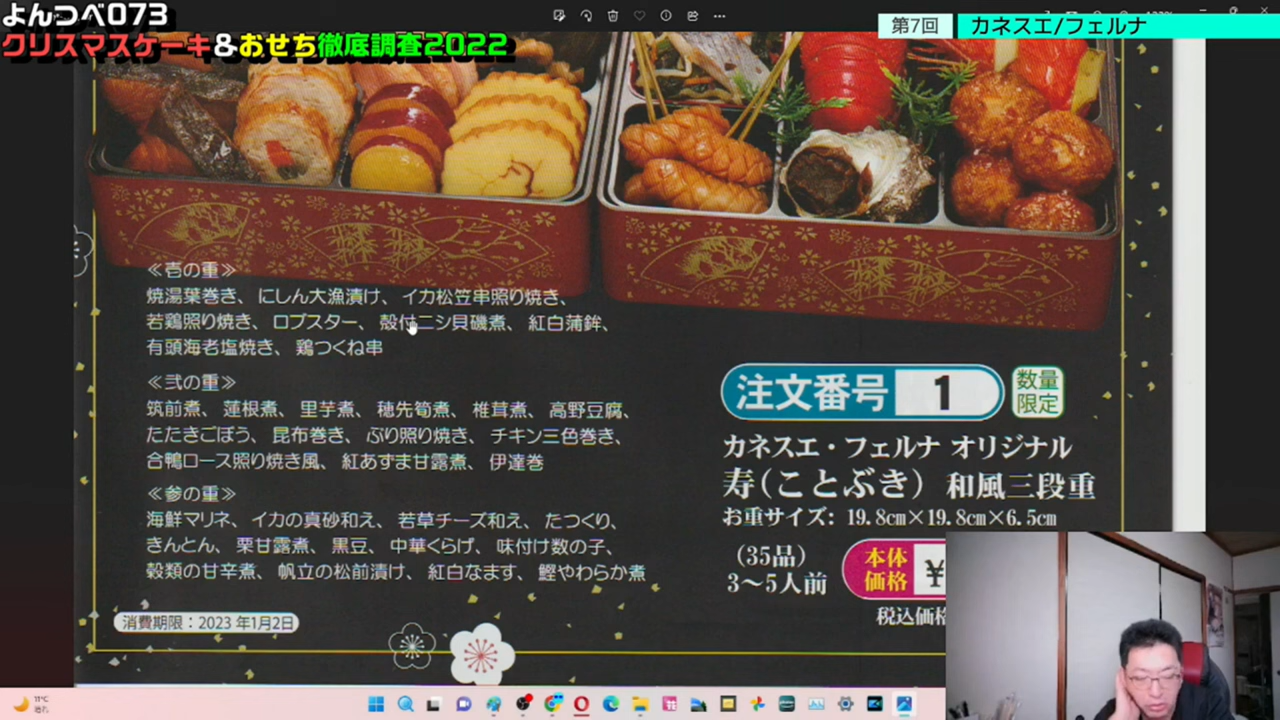 よんつべ073
クリスマスケーキ&おせち徹底調査2022
第7回
カネスエ/フェルナ
≪壱の重≫
焼湯葉巻き、にしん大漁漬け、イカ松笠串照り焼き、
若鶏照り焼き、ロブスター、殻付ニシ貝磯煮、紅白蒲鉾、
有頭海老塩焼き、鶏つくね串
≪弐の重≫
筑前煮、蓮根煮、里芋煮、穂先筍煮、椎茸煮、高野豆腐、
たたきごぼう、昆布巻き、ぶり照り焼き、チキン三色巻き、
合鴨ロース照り焼き風、紅あずま甘露煮、伊達巻
≪参の重≫
海鮮マリネ、イカの真砂和え、若草チーズ和え、たつくり、
きんとん、栗甘露煮、黒豆、中華くらげ、味付け数の子、
穀類の甘辛煮、帆立の松前漬け、紅白なます、鰹やわらか煮
消費期限：2023年1月2日
注文番号 1
数量
限定
カネスエ・フェルナ オリジナル
寿（ことぶき）和風三段重
お重サイズ：19.8cm×19.8cm×6.5cm
（35品）
3〜5人前
本体
価格
¥
税込価格
11℃